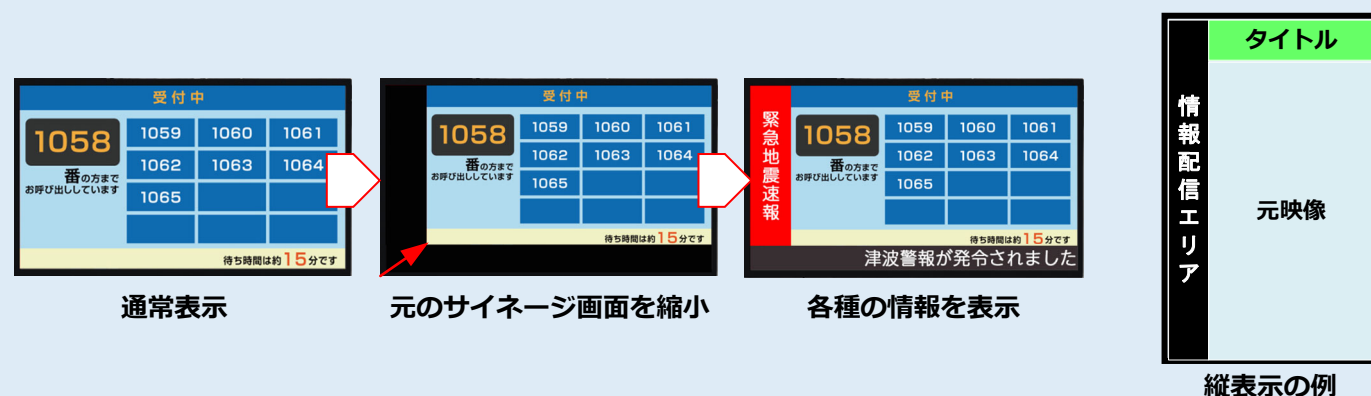 受付中
1058
番の方まで
お呼び出ししています
1059 1060 1061
1062 1063 1064
1065
待ち時間は約15分です
通常表示
受付中
1058
番の方まで
お呼び出ししています
1059 1060 1061
1062 1063 1064
1065
待ち時間は約15分です
元のサイネージ画面を縮小
緊急地震速報
受付中
1058
番の方まで
お呼び出ししています
1059 1060 1061
1062 1063 1064
1065
待ち時間は約15分です
津波警報が発令されました
各種の情報を表示
情報配信エリア
タイトル
元映像
縦表示の例